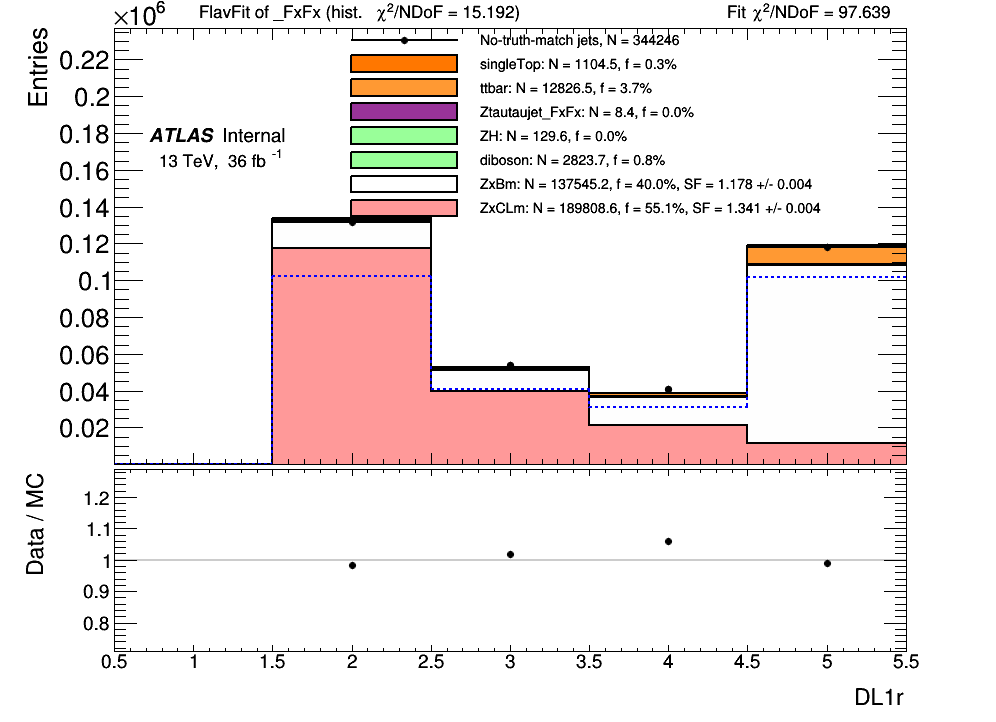 ×10⁶ FlavFit of _FxFx (hist. χ²/NDoF = 15.192) Fit χ²/NDoF = 97.639
Entries
No-truth-match jets, N = 344246
singleTop: N = 1104.5, f = 0.3%
ttbar: N = 12826.5, f = 3.7%
Ztautaujet_FxFx: N = 8.4, f = 0.0%
ZH: N = 129.6, f = 0.0%
diboson: N = 2823.7, f = 0.8%
ZxBm: N = 137545.2, f = 40.0%, SF = 1.178 +/- 0.004
ZxCLm: N = 189808.6, f = 55.1%, SF = 1.341 +/- 0.004
ATLAS Internal
13 TeV, 36 fb⁻¹
0.22
0.2
0.18
0.16
0.14
0.12
0.1
0.08
0.06
0.04
0.02
Data / MC
1.2
1.1
1
0.9
0.8
0.5 1 1.5 2 2.5 3 3.5 4 4.5 5 5.5
DL1r